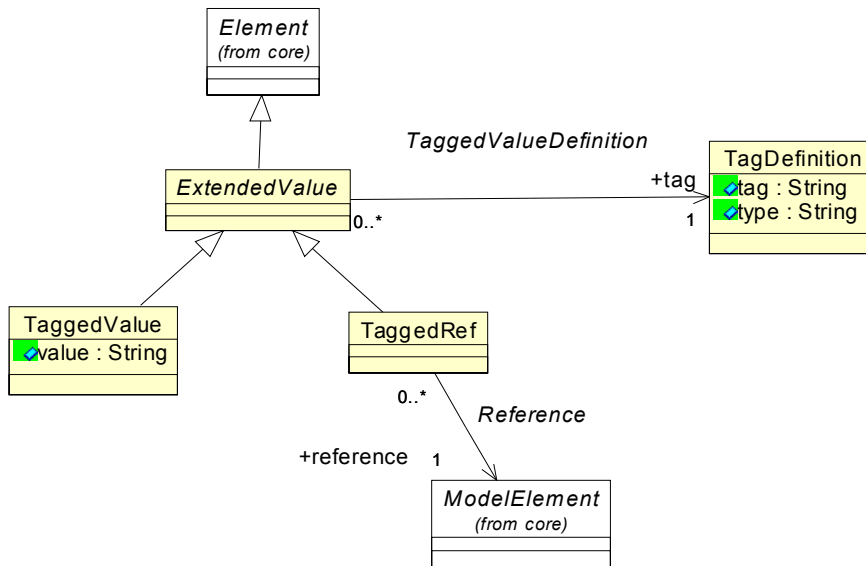 Element
(from core)
TaggedValueDefinition
ExtendedValue
+tag
0..*
1
TagDefinition
tag : String
type : String
TaggedValue
value : String
TaggedRef
0..*
Reference
+reference
1
ModelElement
(from core)